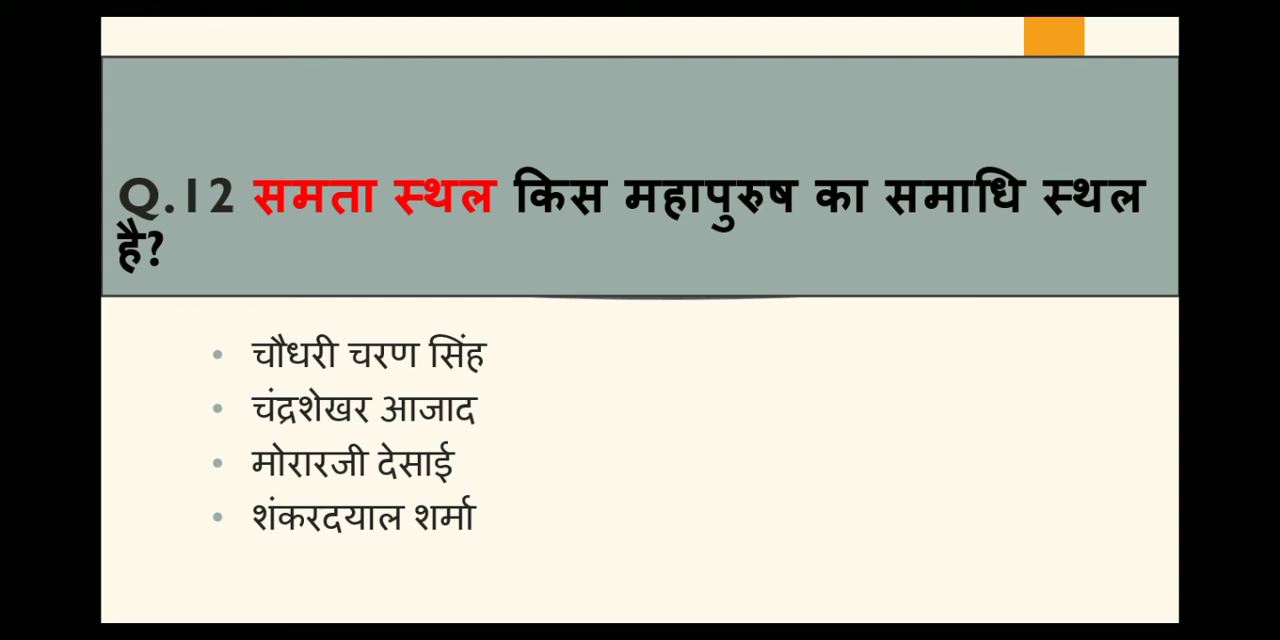 Q.12 समता स्थल किस महापुरुष का समाधि स्थल
है?
• चौधरी चरण सिंह
• चंद्रशेखर आजाद
• मोरारजी देसाई
• शंकरदयाल शर्मा